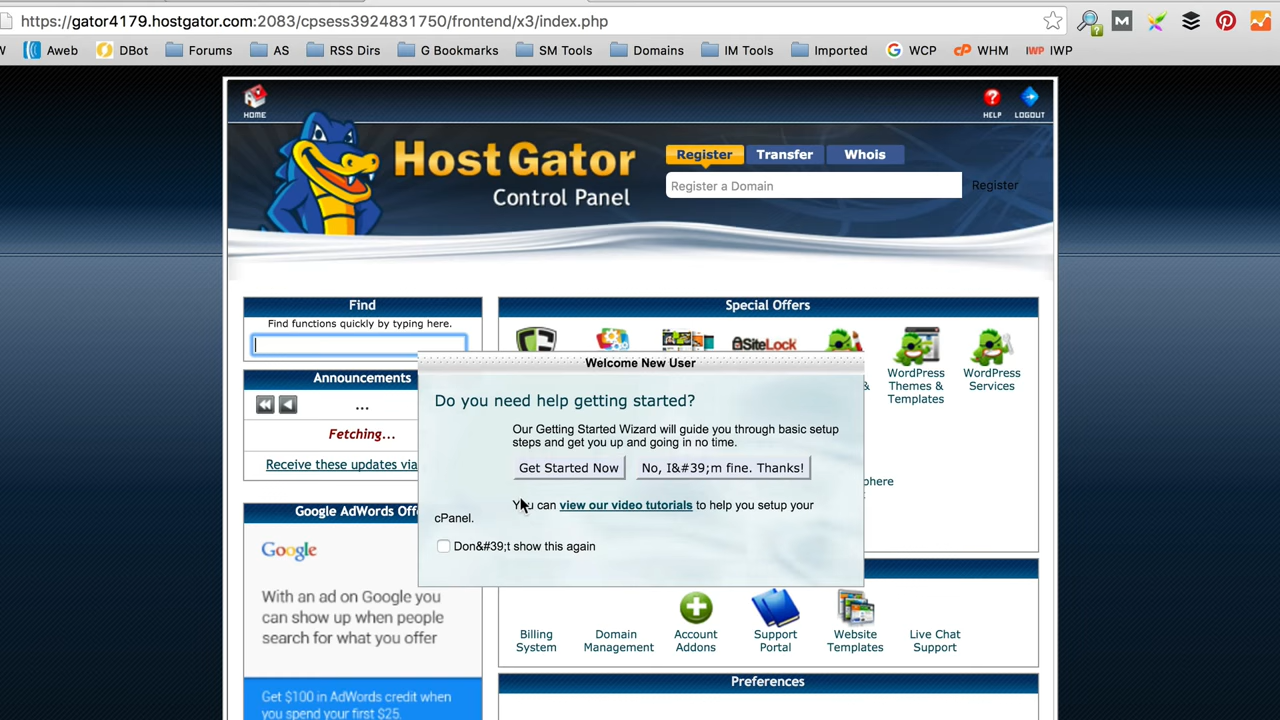 https://gator4179.hostgator.com:2083/cpsess3924831750/frontend/x3/index.php
Aweb DBot Forums AS RSS Dirs G Bookmarks SM Tools Domains IM Tools Imported WCP WHM IWP IWP
HOME HELP LOGOUT
HostGator
Control Panel
Register Transfer Whois
Register a Domain Register
Find
Find functions quickly by typing here.
Announcements
...
Fetching...
Receive these updates via
Special Offers
SiteLock
WordPress Themes & Templates
WordPress Services
&
phere
Welcome New User
Do you need help getting started?
Our Getting Started Wizard will guide you through basic setup
steps and get you up and going in no time.
Get Started Now No, I&#39;m fine. Thanks!
You can view our video tutorials to help you setup your
cPanel.
Don&#39;t show this again
Google AdWords Offe
Google
With an ad on Google you
can show up when people
search for what you offer
Get $100 in AdWords credit when
you spend your first $25.
Billing System
Domain Management
Account Addons
Support Portal
Website Templates
Live Chat Support
Preferences